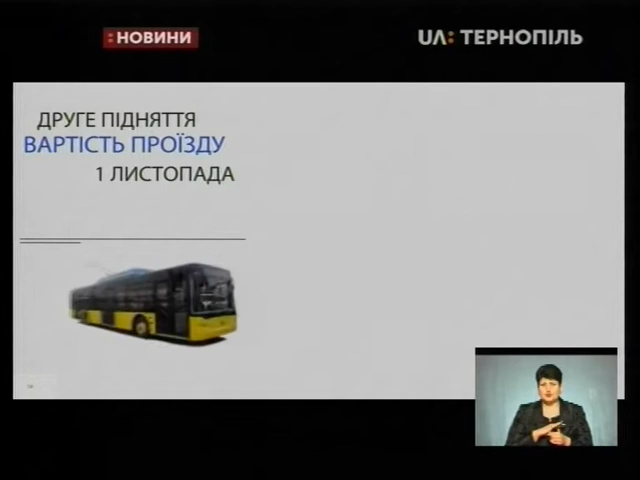 :НОВИНИ
UA: ТЕРНОПІЛЬ
ДРУГЕ ПІДНЯТТЯ
ВАРТІСТЬ ПРОЇЗДУ
1 ЛИСТОПАДА